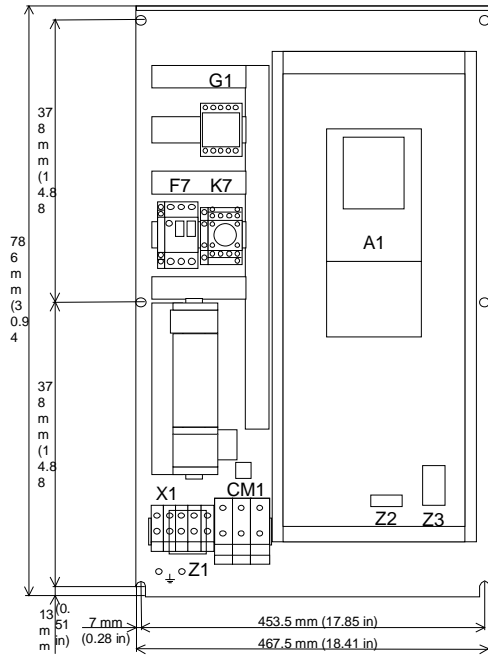 G1
37
8
m
m
(1
4.8
8
F7 K7
A1
78
6
m
m
(3
0.9
4
37
8
m
m
(1
4.8
8
X1
CM1
Z2
Z3
Z1
13
m
m
(0.
51
in)
7 mm
(0.28 in)
453.5 mm (17.85 in)
467.5 mm (18.41 in)